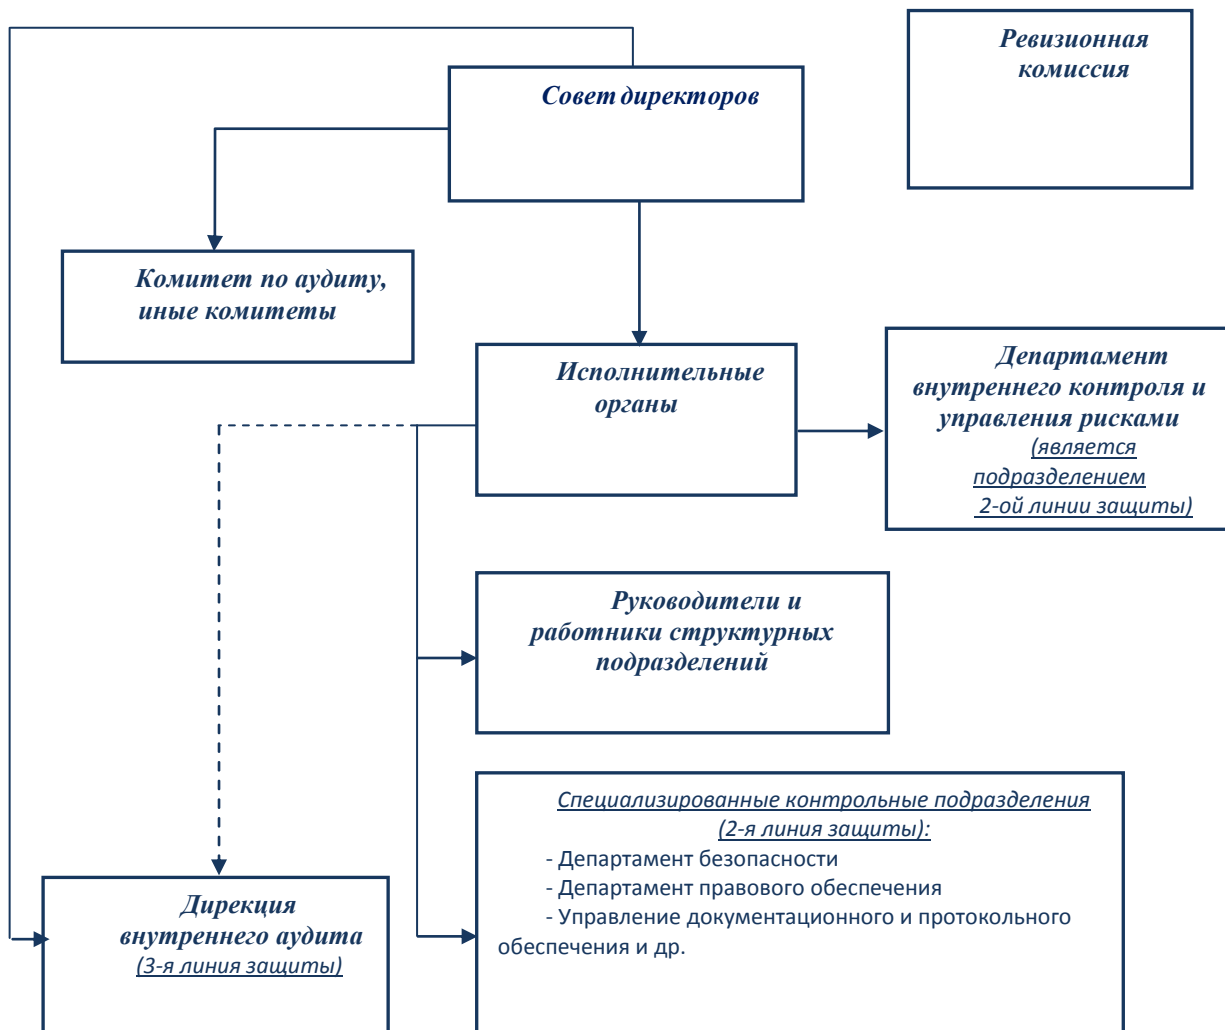 Ревизионная
комиссия
Совет директоров
Комитет по аудиту,
иные комитеты
Исполнительные
органы
Департамент
внутреннего контроля и
управления рисками
(является
подразделением
2-ой линии защиты)
Руководители и
работники структурных
подразделений
Специализированные контрольные подразделения
(2-я линия защиты):
- Департамент безопасности
- Департамент правового обеспечения
- Управление документационного и протокольного
обеспечения и др.
Дирекция
внутреннего аудита
(3-я линия защиты)